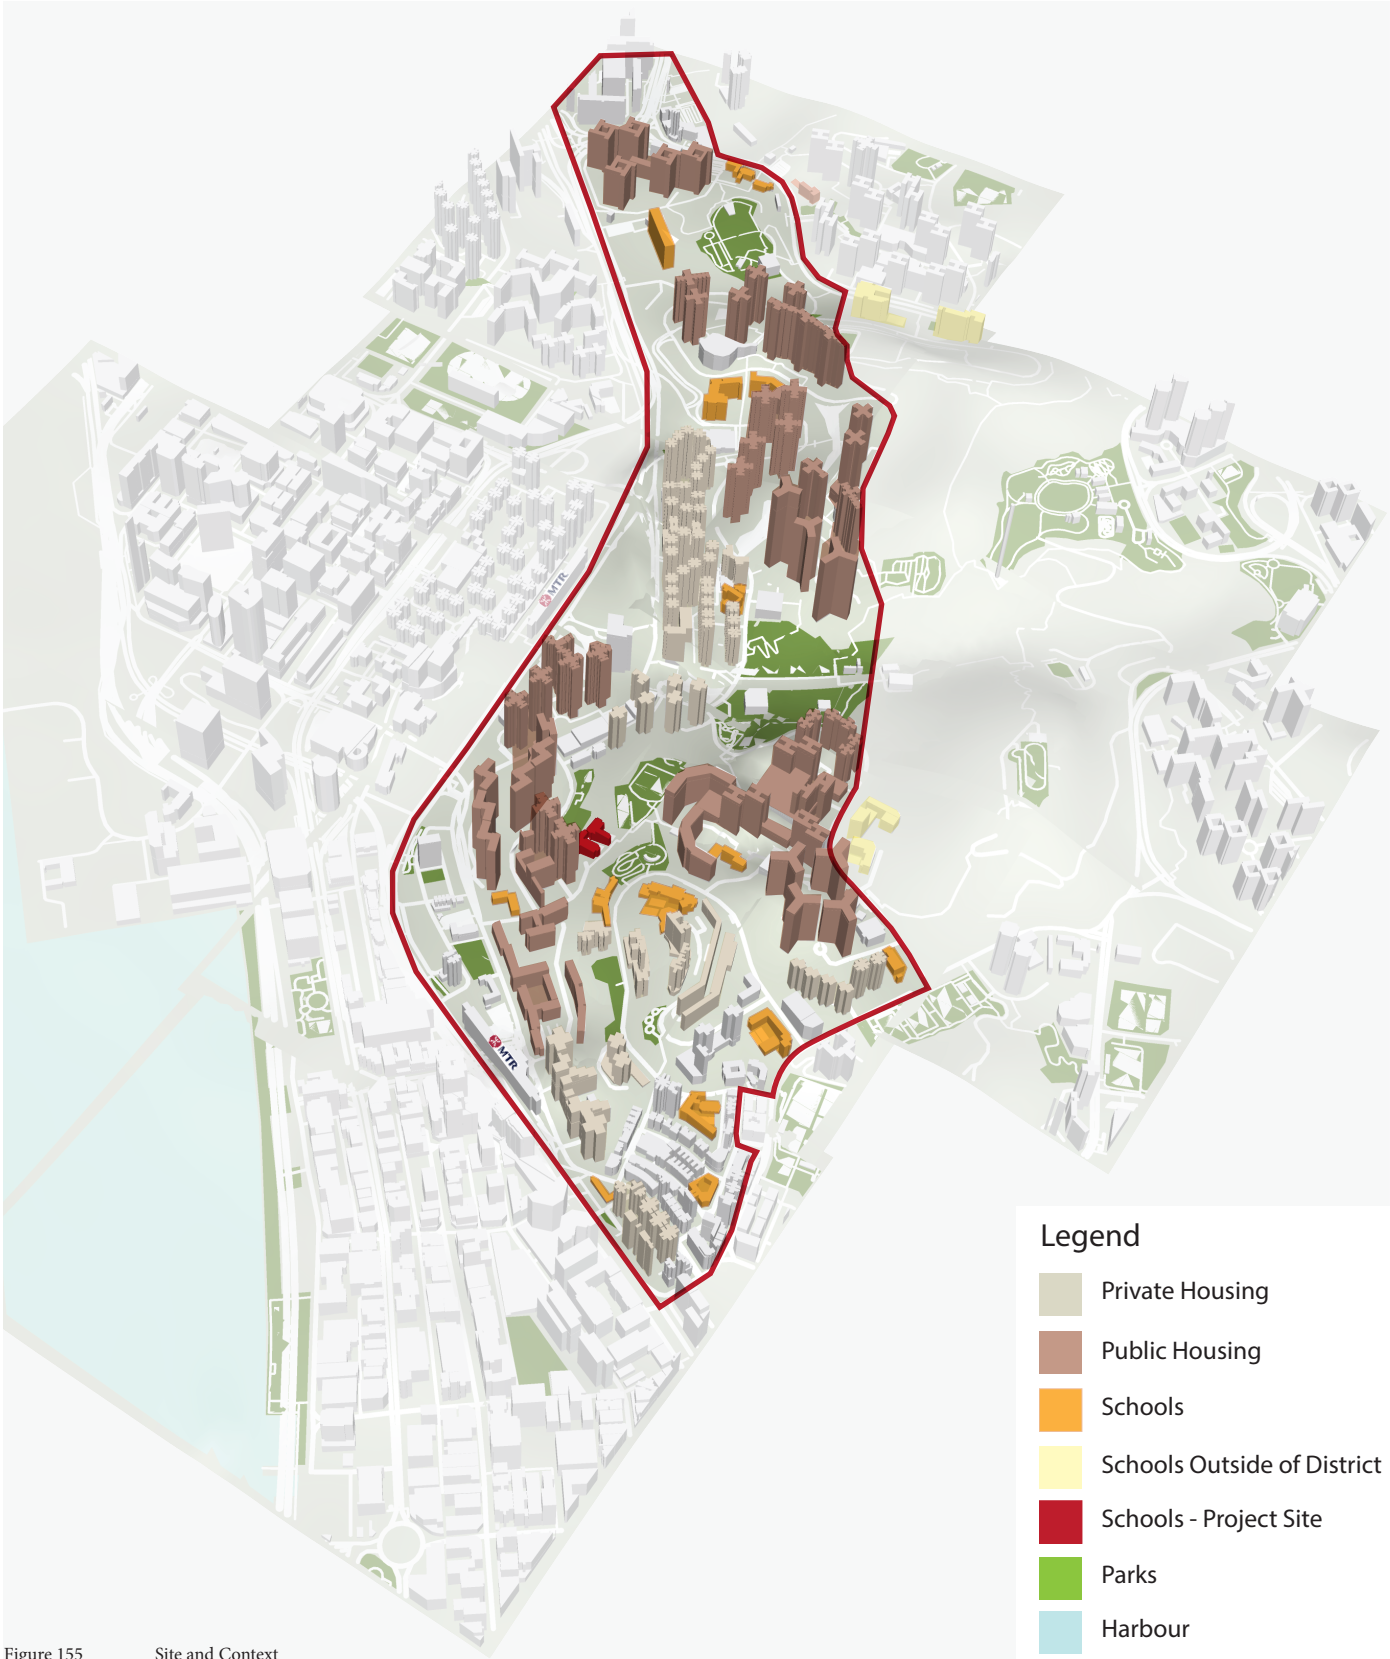 MTR
MTR
Legend
Private Housing
Public Housing
Schools
Schools Outside of District
Schools - Project Site
Parks
Harbour
Figure 155 Site and Context